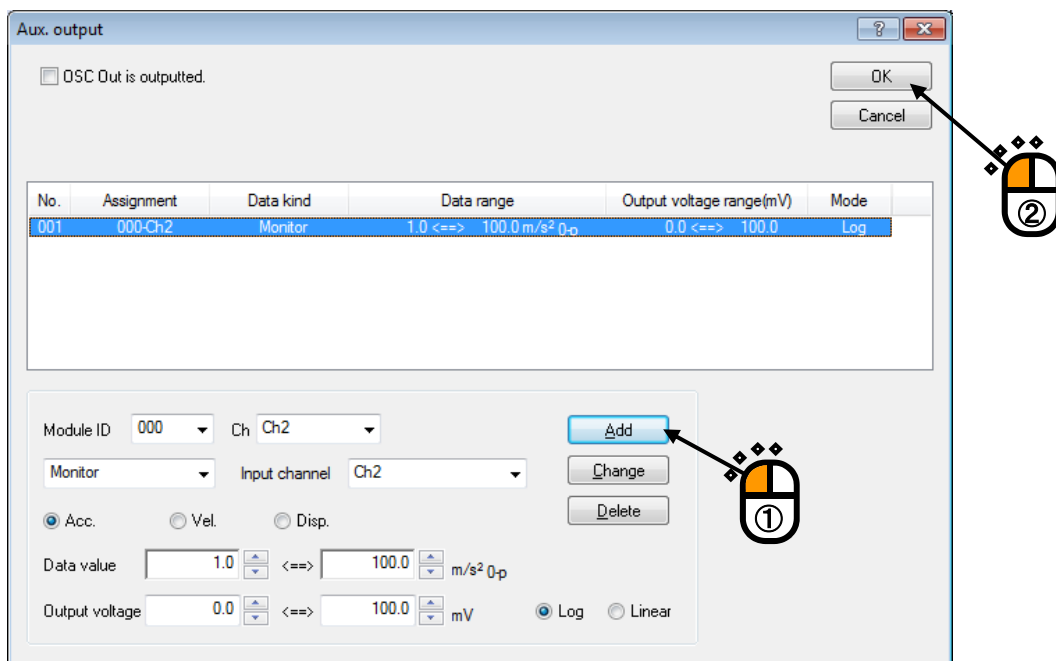 Aux. output
OSC Out is outputted.
OK
Cancel
No. Assignment Data kind Data range Output voltage range(mV) Mode
001 000-Ch2 Monitor 1.0 <==> 100.0 m/s² 0-p 0.0 <==> 100.0 Log
②
Module ID 000 Ch Ch2 Add
Monitor Input channel Ch2 Change
Acc. Vel. Disp. Delete
①
Data value 1.0 <==> 100.0 m/s² 0-p
Output voltage 0.0 <==> 100.0 mV Log Linear